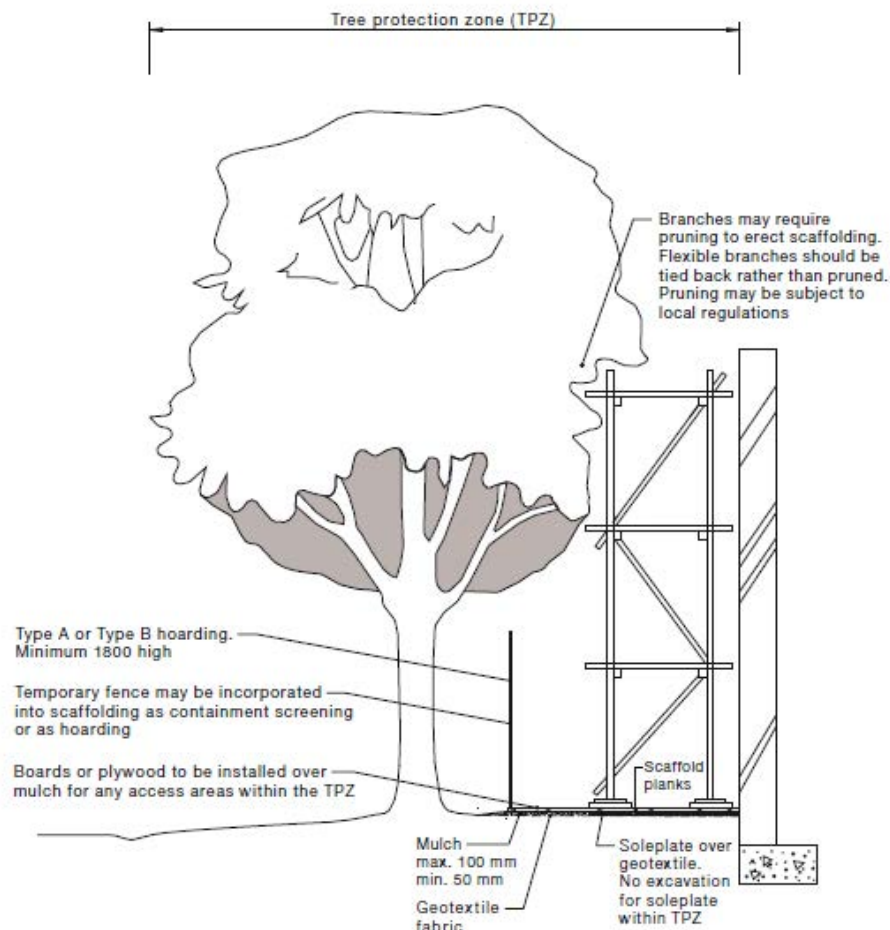 Tree protection zone (TPZ)
Branches may require
pruning to erect scaffolding.
Flexible branches should be
tied back rather than pruned.
Pruning may be subject to
local regulations
Type A or Type B hoarding.
Minimum 1800 high
Temporary fence may be incorporated
into scaffolding as containment screening
or as hoarding
Boards or plywood to be installed over
mulch for any access areas within the TPZ
Scaffold
planks
Mulch
max. 100 mm
min. 50 mm
Geotextile
fabric
Soleplate over
geotextile.
No excavation
for soleplate
within TPZ